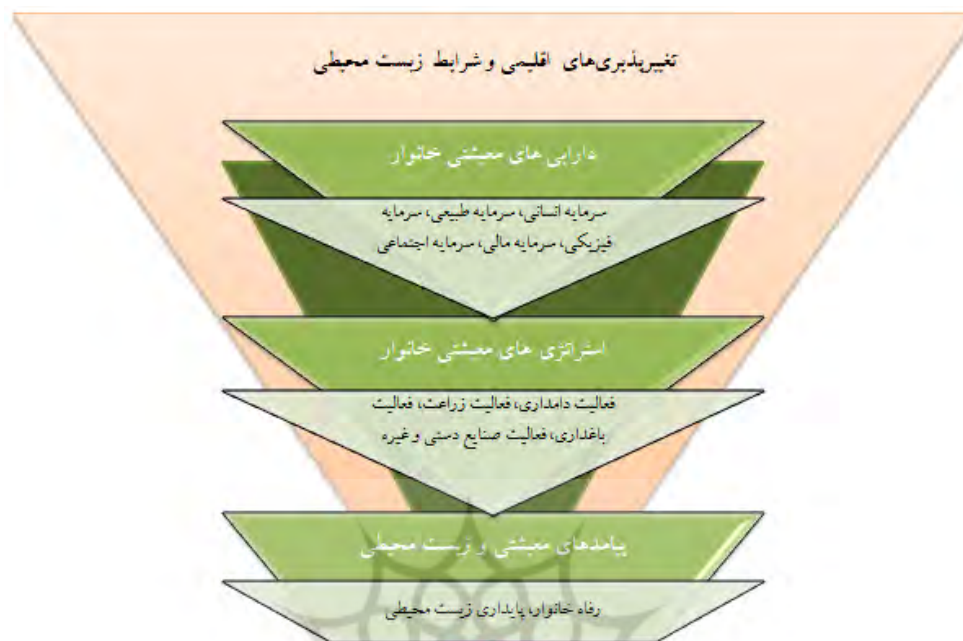 تغییرپذیری‌های اقلیمی و شرایط زیست محیطی
دارایی های معیشتی خانوار
سرمایه انسانی، سرمایه طبیعی، سرمایه
فیزیکی، سرمایه مالی، سرمایه اجتماعی
استراتژی های معیشتی خانوار
فعالیت دامداری، فعالیت زراعت، فعالیت
باغداری، فعالیت صنایع دستی و غیره
پیامدهای معیشتی و زیست محیطی
رفاه خانوار، پایداری زیست محیطی